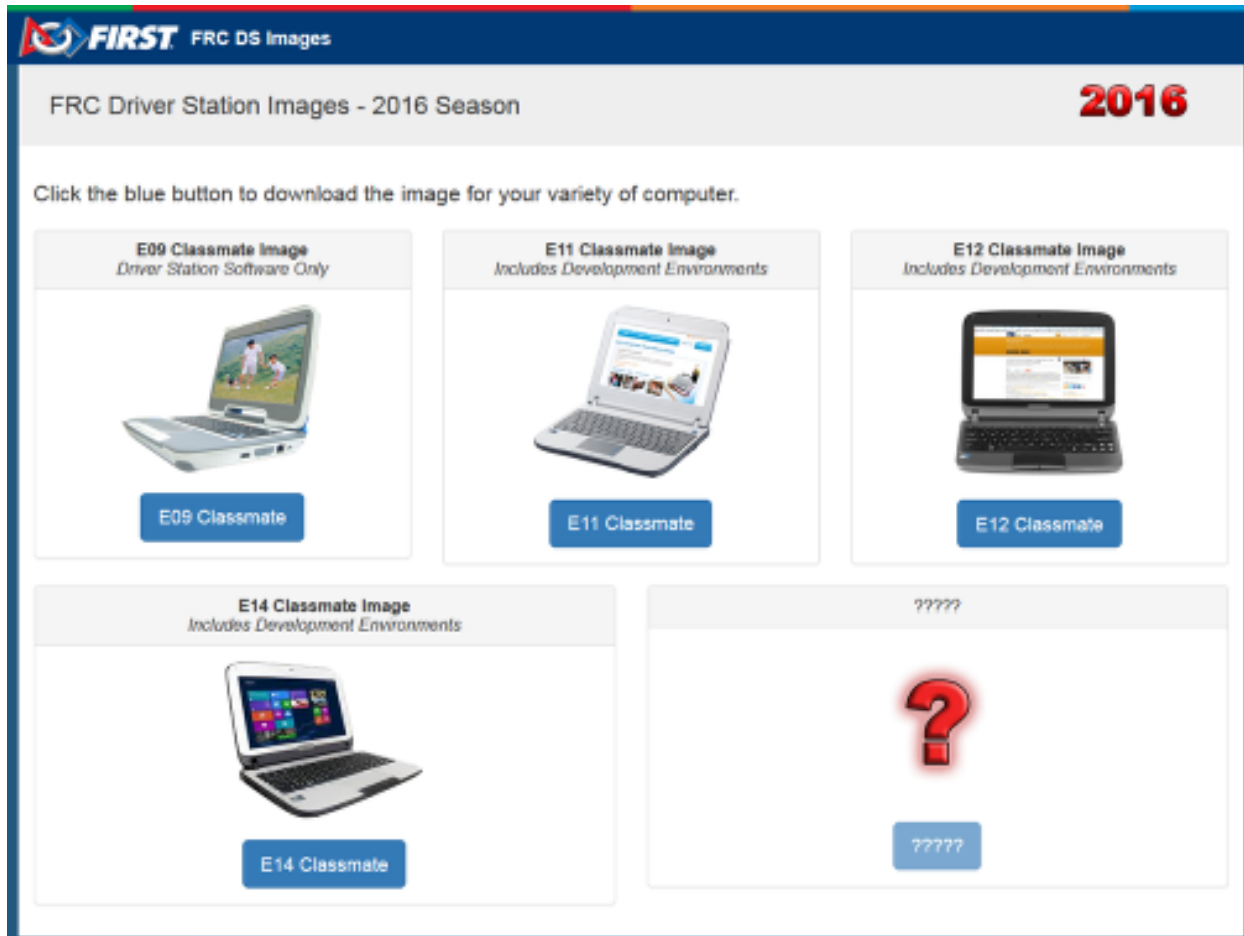 FIRST FRC DS Images
FRC Driver Station Images - 2016 Season
2016
Click the blue button to download the image for your variety of computer.
E09 Classmate Image
Driver Station Software Only
E09 Classmate
E11 Classmate Image
Includes Development Environments
E11 Classmate
E12 Classmate Image
Includes Development Environments
E12 Classmate
E14 Classmate Image
Includes Development Environments
E14 Classmate
?????
?
?????